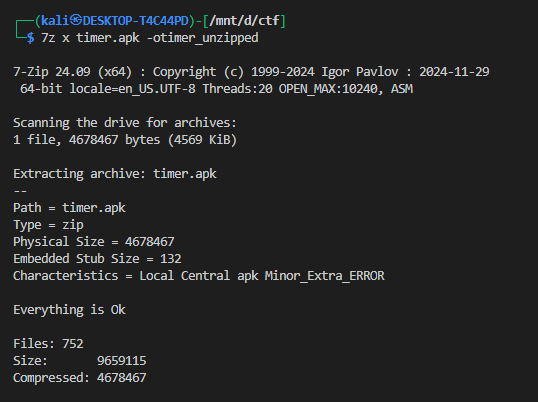 ┌──(kali㉿DESKTOP-T4C44PD)-[/mnt/d/ctf]
└─$ 7z x timer.apk -otimer_unzipped
7-Zip 24.09 (x64) : Copyright (c) 1999-2024 Igor Pavlov : 2024-11-29
64-bit locale=en_US.UTF-8 Threads:20 OPEN_MAX:10240, ASM
Scanning the drive for archives:
1 file, 4678467 bytes (4569 KiB)
Extracting archive: timer.apk
--
Path = timer.apk
Type = zip
Physical Size = 4678467
Embedded Stub Size = 132
Characteristics = Local Central apk Minor_Extra_ERROR
Everything is Ok
Files: 752
Size:       9659115
Compressed: 4678467